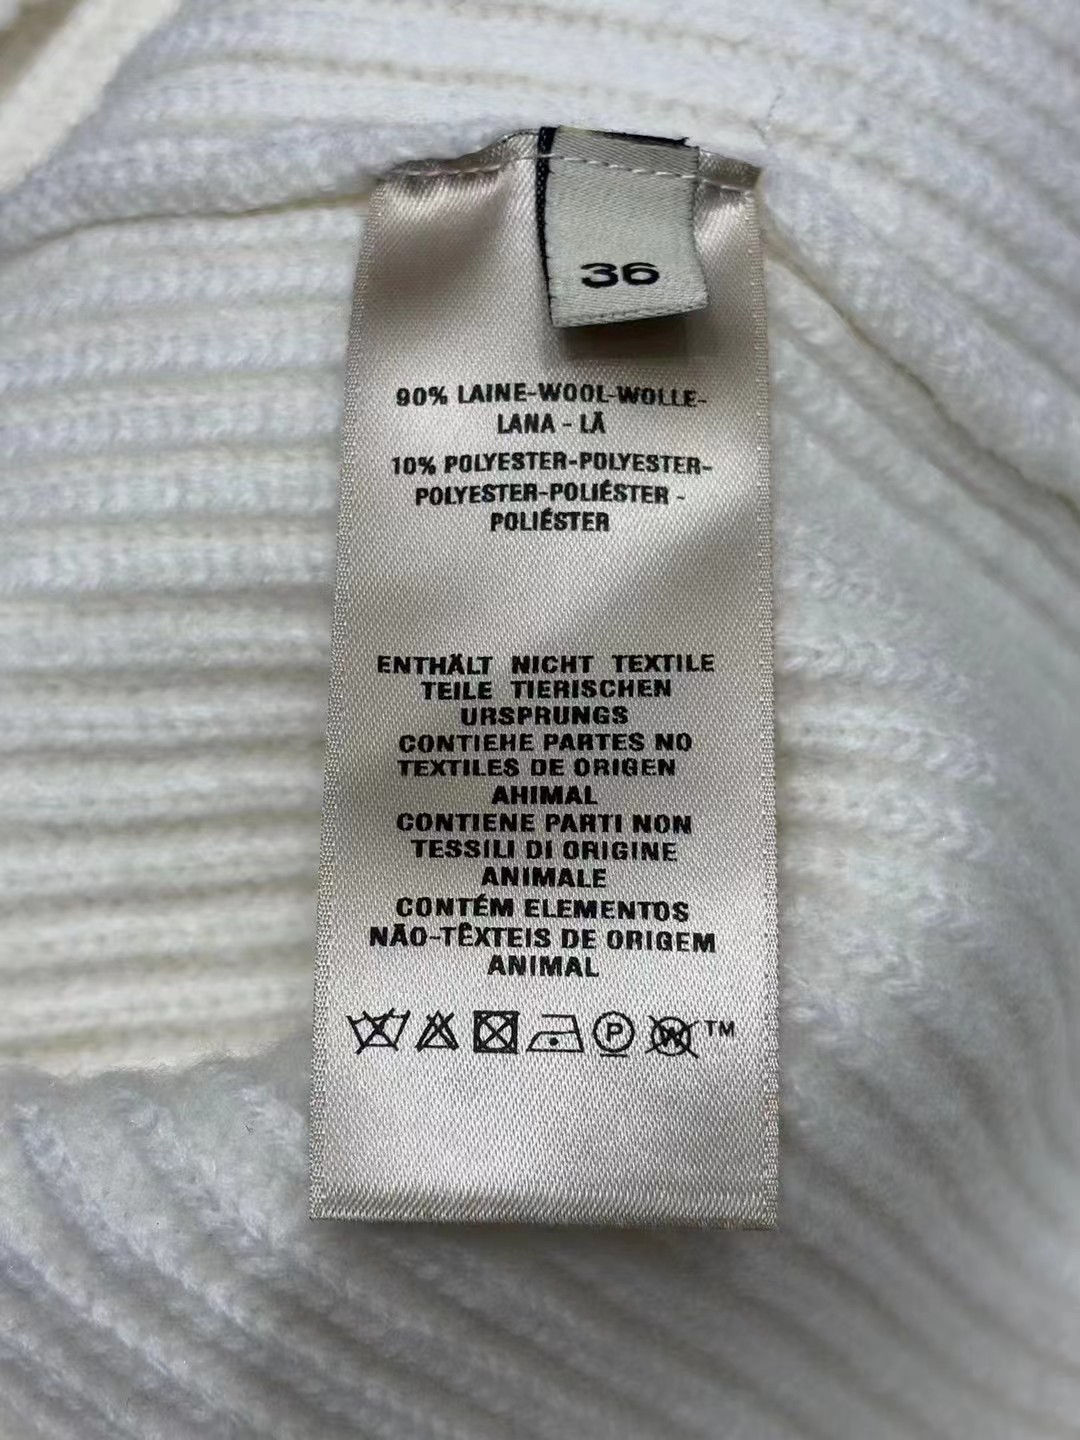 36
90% LAINE-WOOL-WOLLE-
LANA - LÃ
10% POLYESTER-POLYESTER-
POLYESTER-POLIÉSTER -
POLIÉSTER
ENTHÄLT NICHT TEXTILE
TEILE TIERISCHEN
URSPRUNGS
CONTIEHE PARTES NO
TEXTILES DE ORIGEN
AHIMAL
CONTIENE PARTI NON
TESSILI DI ORIGINE
ANIMALE
CONTÉM ELEMENTOS
NÃO-TÊXTEIS DE ORIGEM
ANIMAL
P W ™